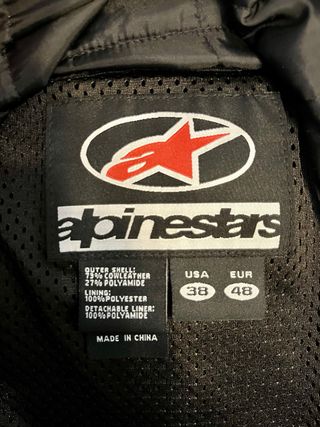 alpinestars
OUTER SHELL:
73% COWLEATHER
27% POLYAMIDE
LINING:
100% POLYESTER
DETACHABLE LINER:
100% POLYAMIDE
MADE IN CHINA
USA
38
EUR
48